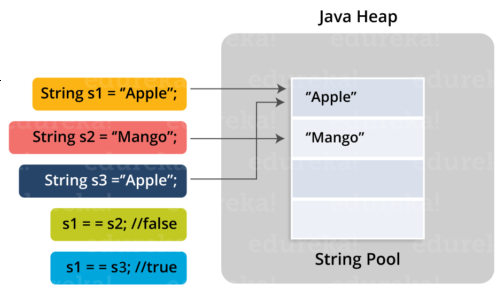 Java Heap
String s1 = “Apple”;
“Apple”
String s2 = “Mango”;
“Mango”
String s3 =“Apple”;
s1 = = s2; //false
String Pool
s1 = = s3; //true
edureka!